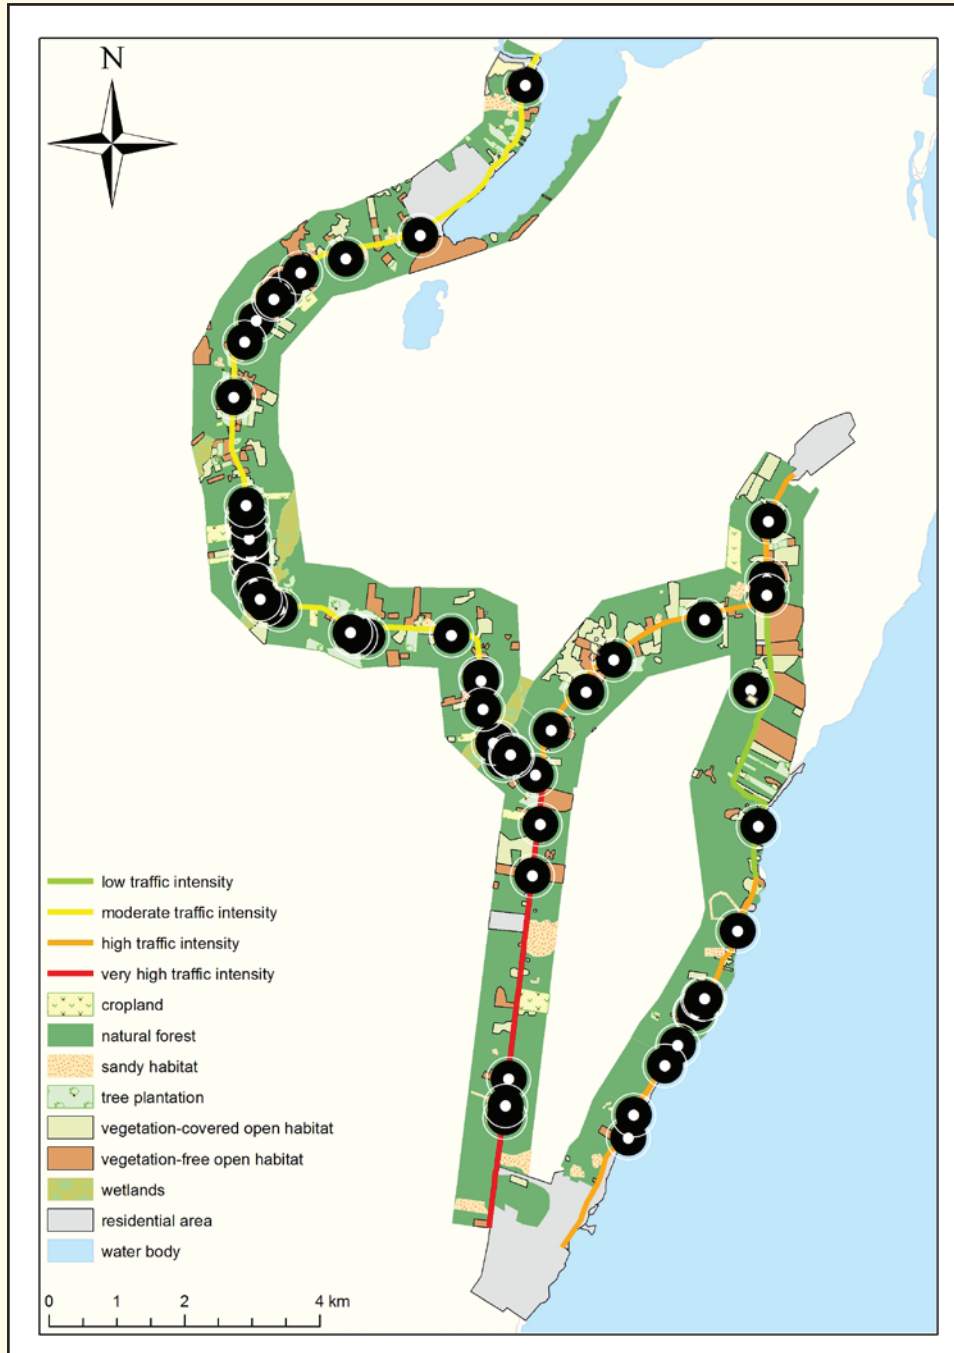 N
low traffic intensity
moderate traffic intensity
high traffic intensity
very high traffic intensity
cropland
natural forest
sandy habitat
tree plantation
vegetation-covered open habitat
vegetation-free open habitat
wetlands
residential area
water body
0 1 2 4 km